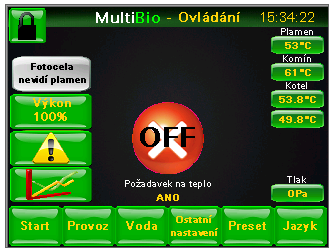 MultiBio - Ovládání 15:34:22
Plamen
53°C
Komín
61°C
Kotel
53.8°C
49.8°C
Fotocela
nevidí plamen
Výkon
100%
OFF
Požadavek na teplo
ANO
Tlak
0Pa
Start Provoz Voda Ostatní nastavení Preset Jazyk